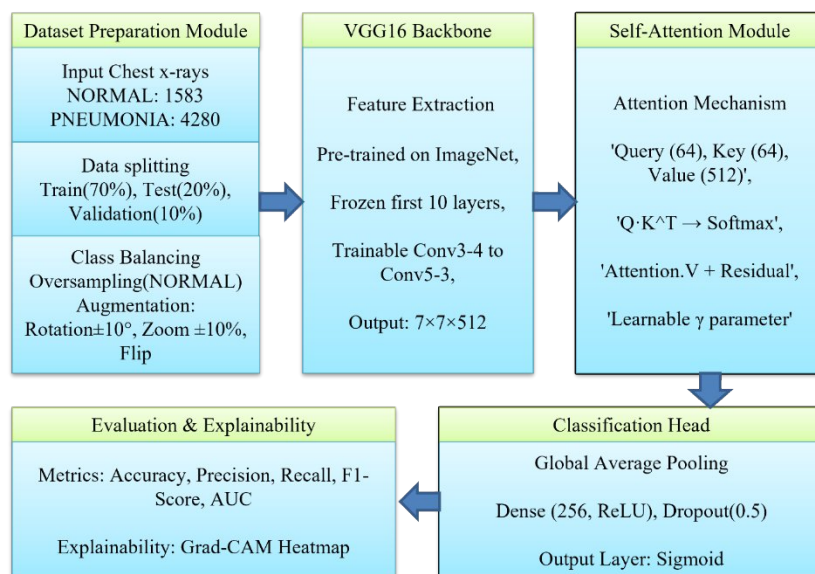 Dataset Preparation Module
Input Chest x-rays
NORMAL: 1583
PNEUMONIA: 4280
Data splitting
Train(70%), Test(20%),
Validation(10%)
Class Balancing
Oversampling(NORMAL)
Augmentation:
Rotation±10°, Zoom ±10%,
Flip
VGG16 Backbone
Feature Extraction
Pre-trained on ImageNet,
Frozen first 10 layers,
Trainable Conv3-4 to
Conv5-3,
Output: 7×7×512
Self-Attention Module
Attention Mechanism
'Query (64), Key (64),
Value (512)',
'Q·K^T → Softmax',
'Attention.V + Residual',
'Learnable γ parameter'
Classification Head
Global Average Pooling
Dense (256, ReLU), Dropout(0.5)
Output Layer: Sigmoid
Evaluation & Explainability
Metrics: Accuracy, Precision, Recall, F1-
Score, AUC
Explainability: Grad-CAM Heatmap